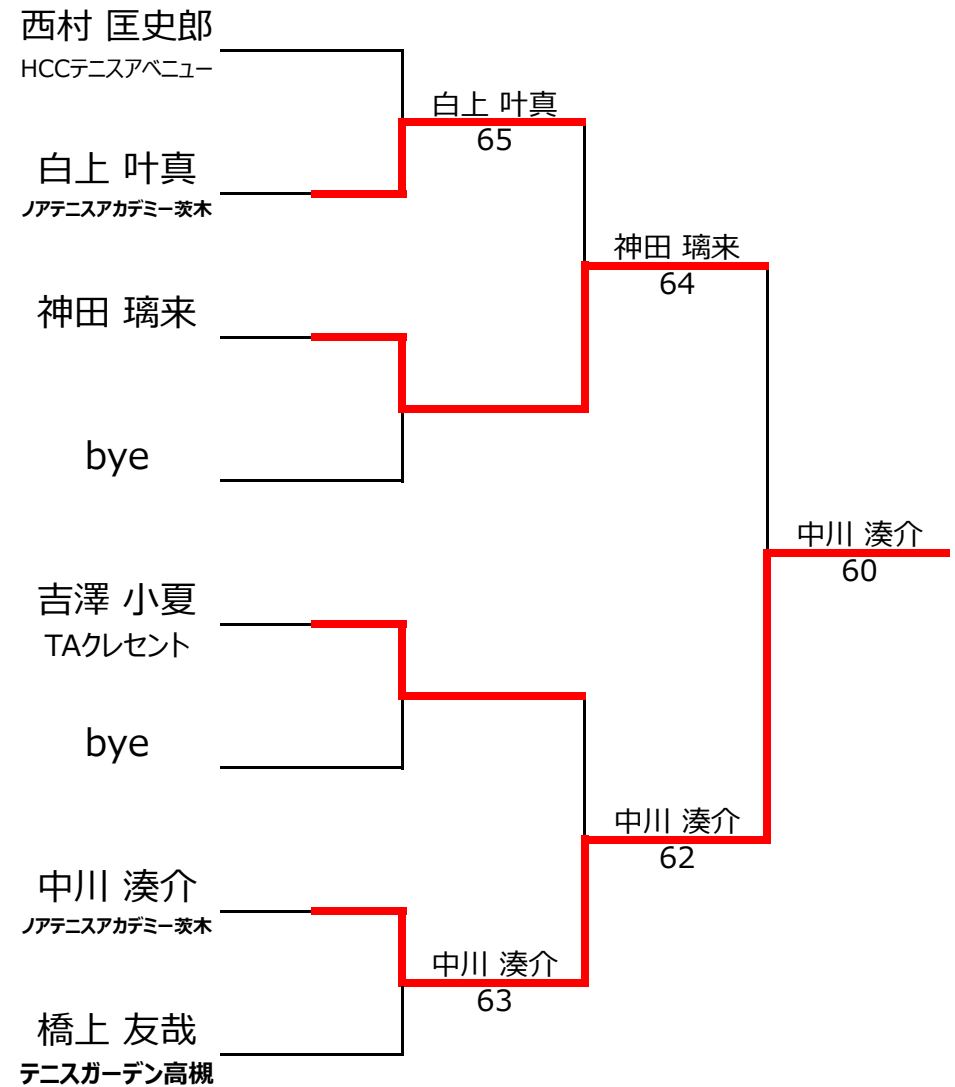 西村 匡史郎
HCCテニスアベニュー
白上 叶真
65
白上 叶真
ノアテニスアカデミー茨木
神田 璃来
64
神田 璃来
bye
中川 湊介
60
吉澤 小夏
TAクレセント
bye
中川 湊介
62
中川 湊介
ノアテニスアカデミー茨木
中川 湊介
63
橋上 友哉
テニスガーデン高槻